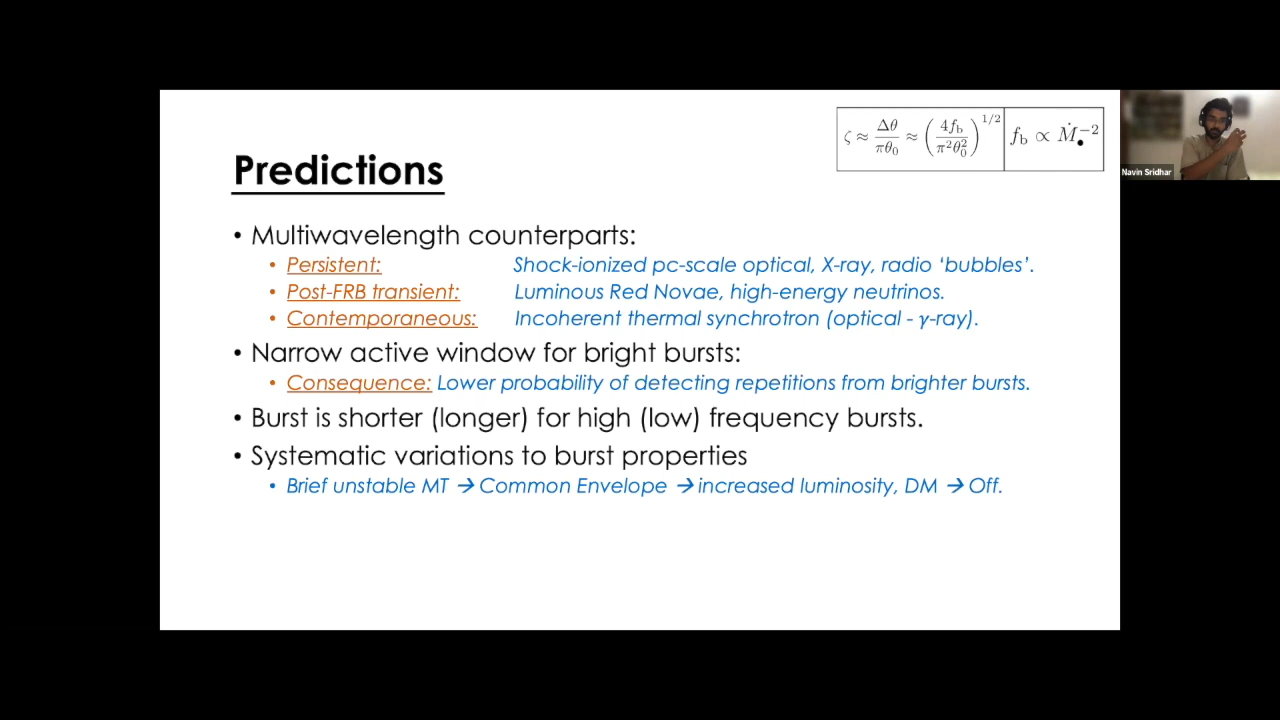 ζ ≈ Δθ/πθ₀ ≈ (4f_b/π²θ₀²)^1/2 f_b ∝ Ṁ•^−2
Navin Sridhar
Predictions
• Multiwavelength counterparts:
• Persistent: Shock-ionized pc-scale optical, X-ray, radio ‘bubbles’.
• Post-FRB transient: Luminous Red Novae, high-energy neutrinos.
• Contemporaneous: Incoherent thermal synchrotron (optical - γ-ray).
• Narrow active window for bright bursts:
• Consequence: Lower probability of detecting repetitions from brighter bursts.
• Burst is shorter (longer) for high (low) frequency bursts.
• Systematic variations to burst properties
• Brief unstable MT → Common Envelope → increased luminosity, DM → Off.